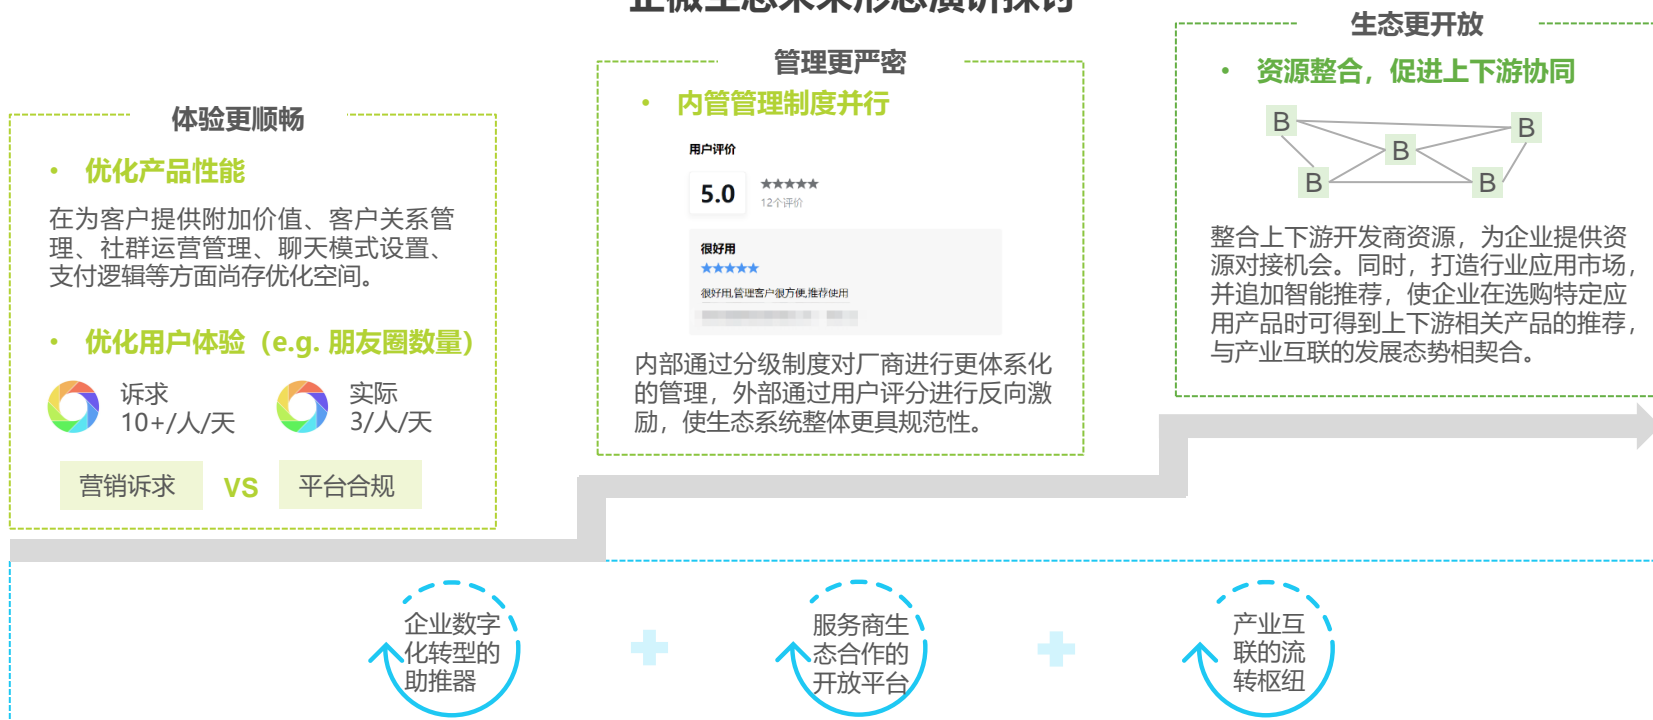 企微生态未来形态演讲探讨
体验更顺畅
• 优化产品性能
在为客户提供附加价值、客户关系管
理、社群运营管理、聊天模式设置、
支付逻辑等方面尚存优化空间。
• 优化用户体验（e.g. 朋友圈数量）
诉求
10+/人/天
实际
3/人/天
营销诉求
VS
平台合规
管理更严密
• 内管管理制度并行
用户评价
5.0
★★★★★
12个评价
很好用
★★★★★
很好用,管理客户很方便,推荐使用
内部通过分级制度对厂商进行更体系化
的管理，外部通过用户评分进行反向激
励，使生态系统整体更具规范性。
生态更开放
• 资源整合，促进上下游协同
B
B
B
B
B
整合上下游开发商资源，为企业提供资
源对接机会。同时，打造行业应用市场，
并追加智能推荐，使企业在选购特定应
用产品时可得到上下游相关产品的推荐，
与产业互联的发展态势相契合。
企业数字
化转型的
助推器
服务商生
态合作的
开放平台
产业互
联的流
转枢纽